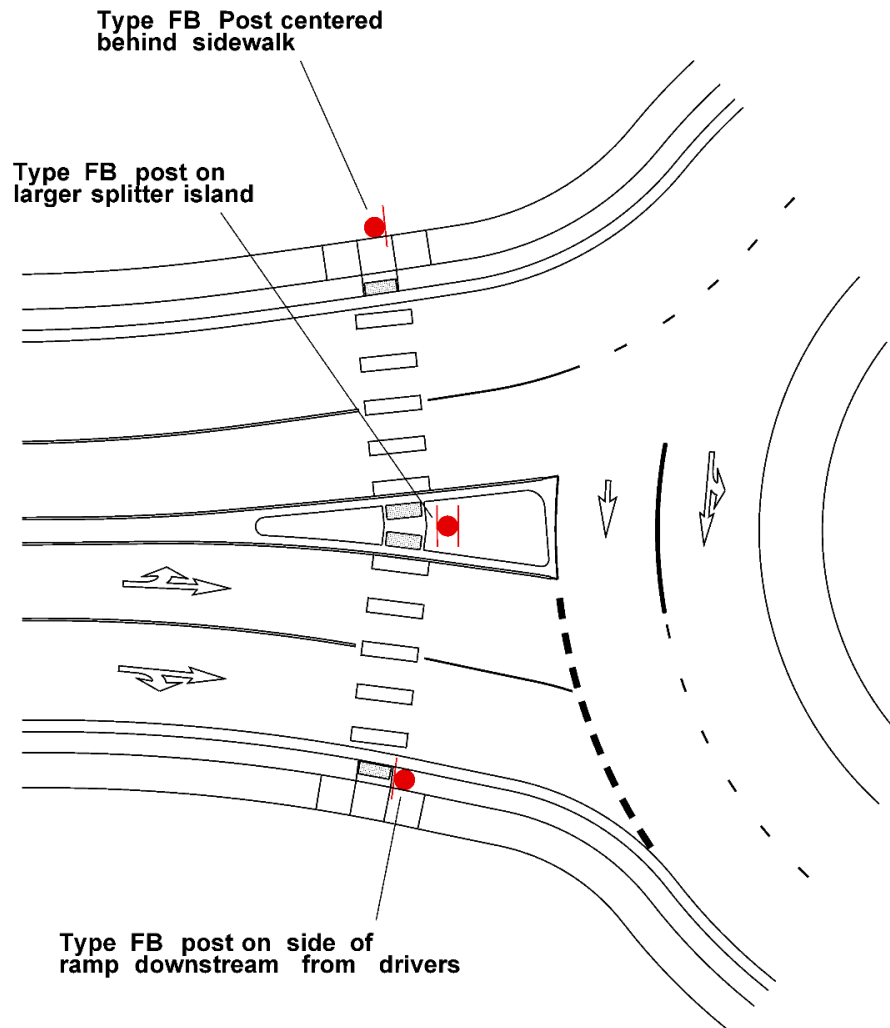 Type FB Post centered
behind sidewalk
Type FB post on
larger splitter island
Type FB post on side of
ramp downstream from drivers